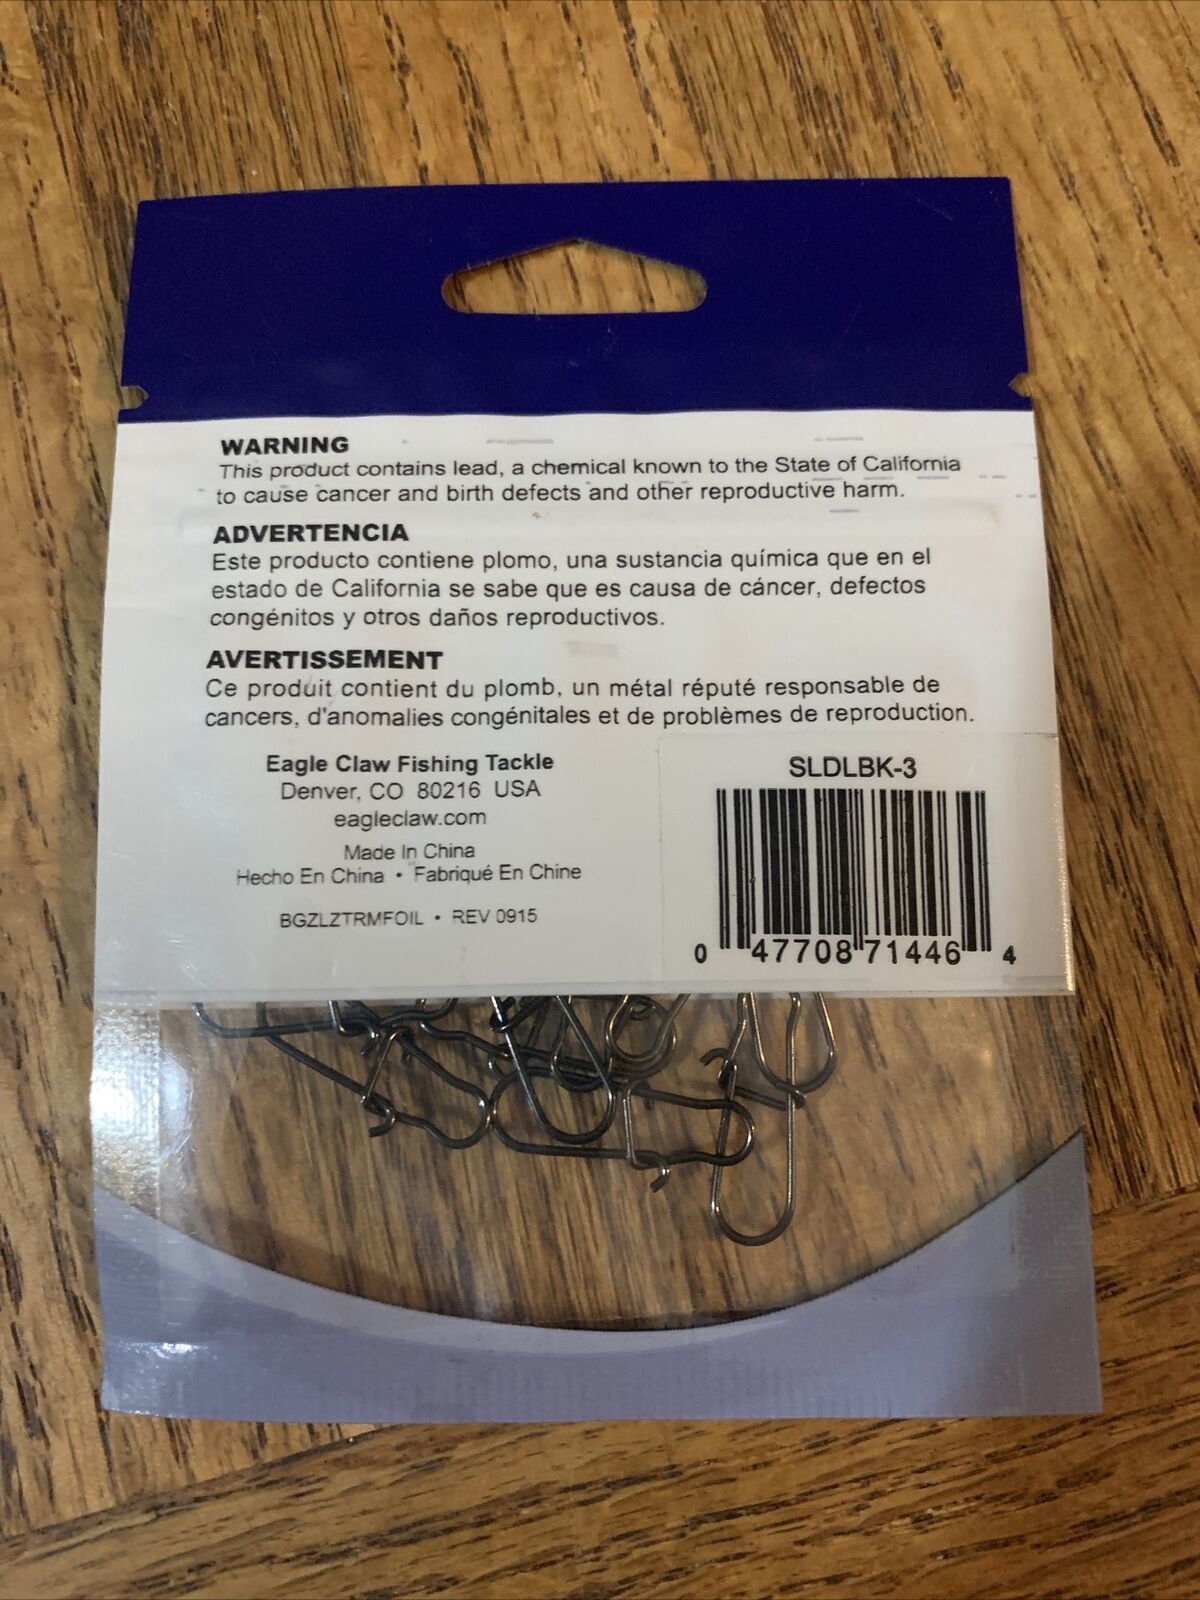 WARNING
This product contains lead, a chemical known to the State of California
to cause cancer and birth defects and other reproductive harm.
ADVERTENCIA
Este producto contiene plomo, una sustancia química que en el
estado de California se sabe que es causa de cáncer, defectos
congénitos y otros daños reproductivos.
AVERTISSEMENT
Ce produit contient du plomb, un métal réputé responsable de
cancers, d'anomalies congénitales et de problèmes de reproduction.
Eagle Claw Fishing Tackle
Denver, CO 80216 USA
eagleclaw.com
Made In China
Hecho En China • Fabriqué En Chine
BGZLZTRMFOIL • REV 0915
SLDLBK-3
0 47708 71446 4